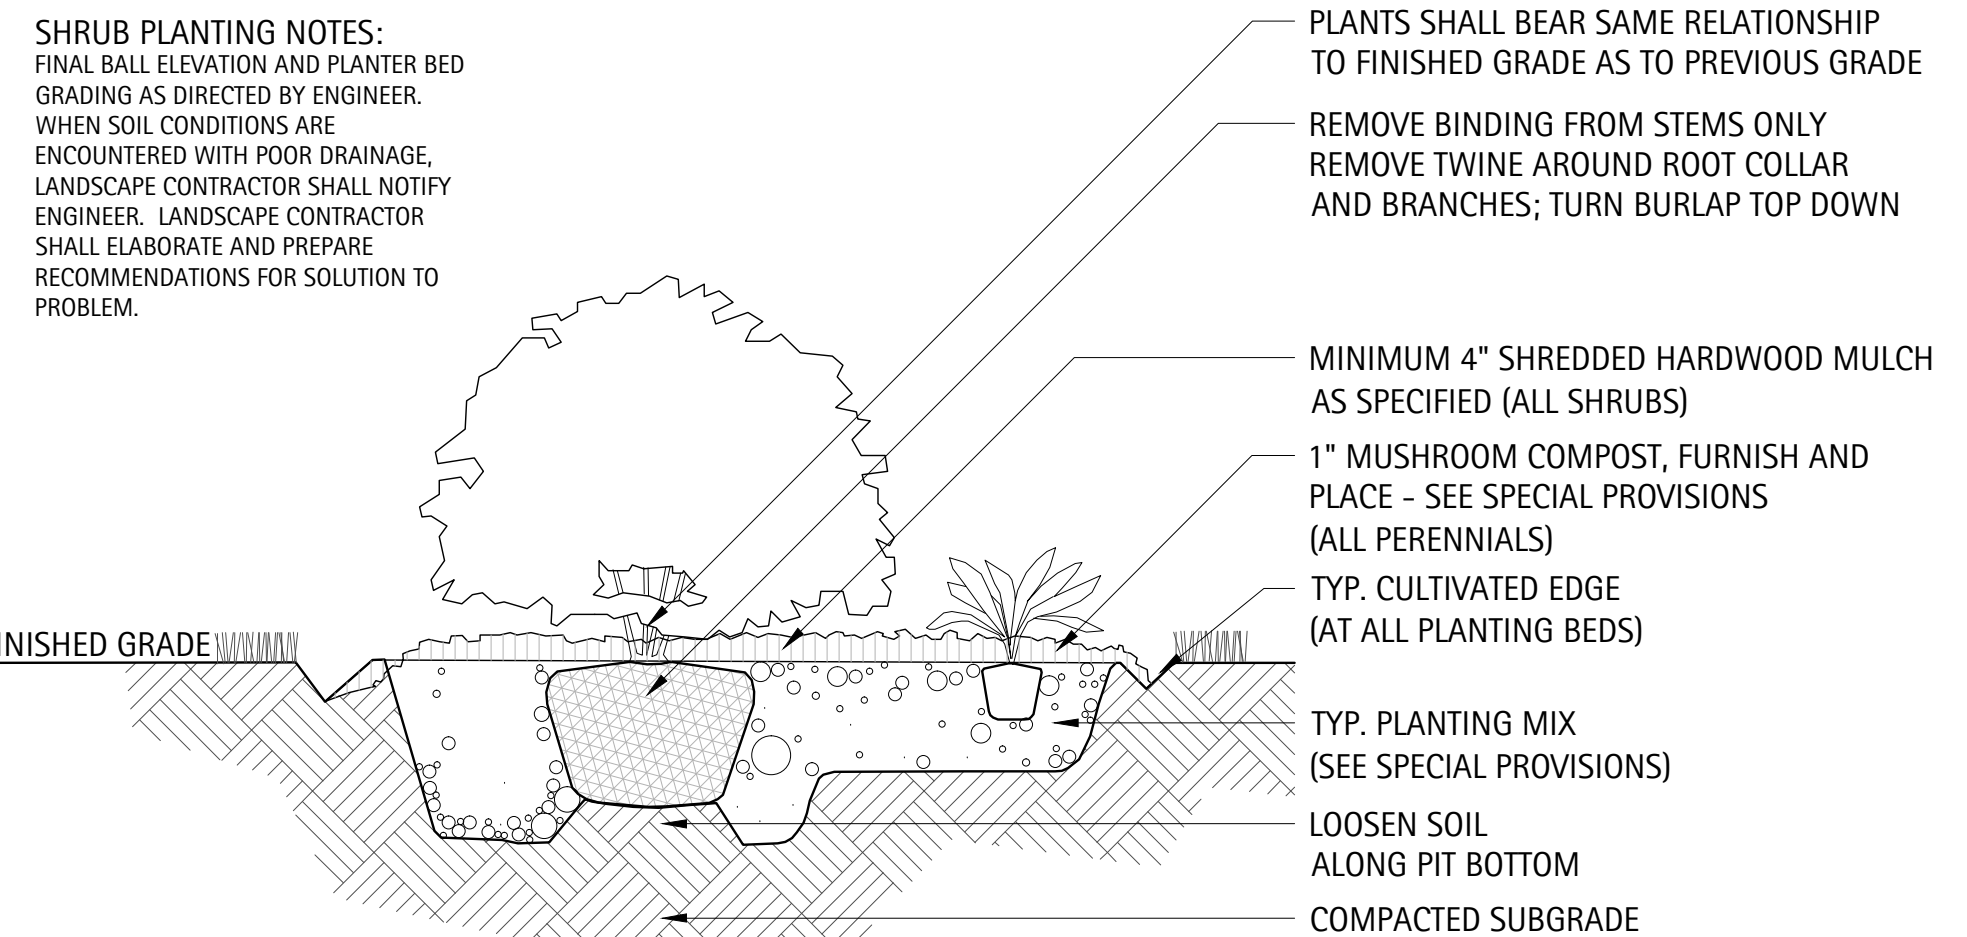 SHRUB PLANTING NOTES:
FINAL BALL ELEVATION AND PLANTER BED
GRADING AS DIRECTED BY ENGINEER.
WHEN SOIL CONDITIONS ARE
ENCOUNTERED WITH POOR DRAINAGE,
LANDSCAPE CONTRACTOR SHALL NOTIFY
ENGINEER. LANDSCAPE CONTRACTOR
SHALL ELABORATE AND PREPARE
RECOMMENDATIONS FOR SOLUTION TO
PROBLEM.
PLANTS SHALL BEAR SAME RELATIONSHIP
TO FINISHED GRADE AS TO PREVIOUS GRADE
REMOVE BINDING FROM STEMS ONLY
REMOVE TWINE AROUND ROOT COLLAR
AND BRANCHES; TURN BURLAP TOP DOWN
MINIMUM 4" SHREDDED HARDWOOD MULCH
AS SPECIFIED (ALL SHRUBS)
1" MUSHROOM COMPOST, FURNISH AND
PLACE - SEE SPECIAL PROVISIONS
(ALL PERENNIALS)
TYP. CULTIVATED EDGE
(AT ALL PLANTING BEDS)
INISHED GRADE
TYP. PLANTING MIX
(SEE SPECIAL PROVISIONS)
LOOSEN SOIL
ALONG PIT BOTTOM
COMPACTED SUBGRADE